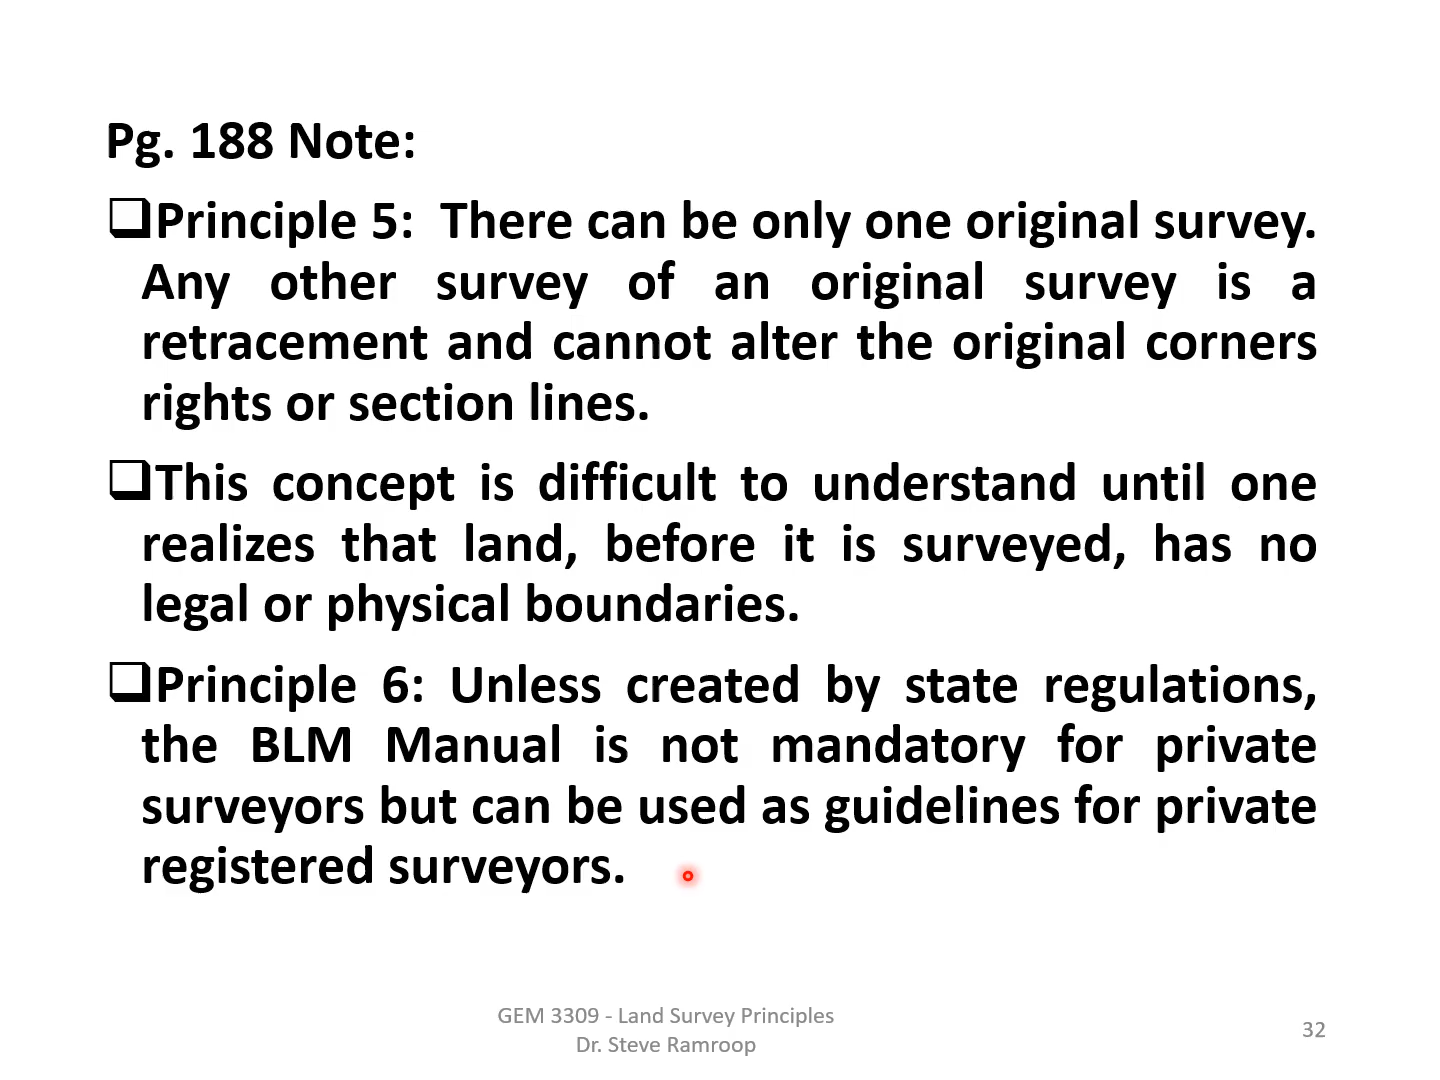 Pg. 188 Note:
❑Principle 5:  There can be only one original survey.
Any other survey of an original survey is a
retracement and cannot alter the original corners
rights or section lines.
❑This concept is difficult to understand until one
realizes that land, before it is surveyed, has no
legal or physical boundaries.
❑Principle 6: Unless created by state regulations,
the BLM Manual is not mandatory for private
surveyors but can be used as guidelines for private
registered surveyors.
GEM 3309 - Land Survey Principles
Dr. Steve Ramroop
32